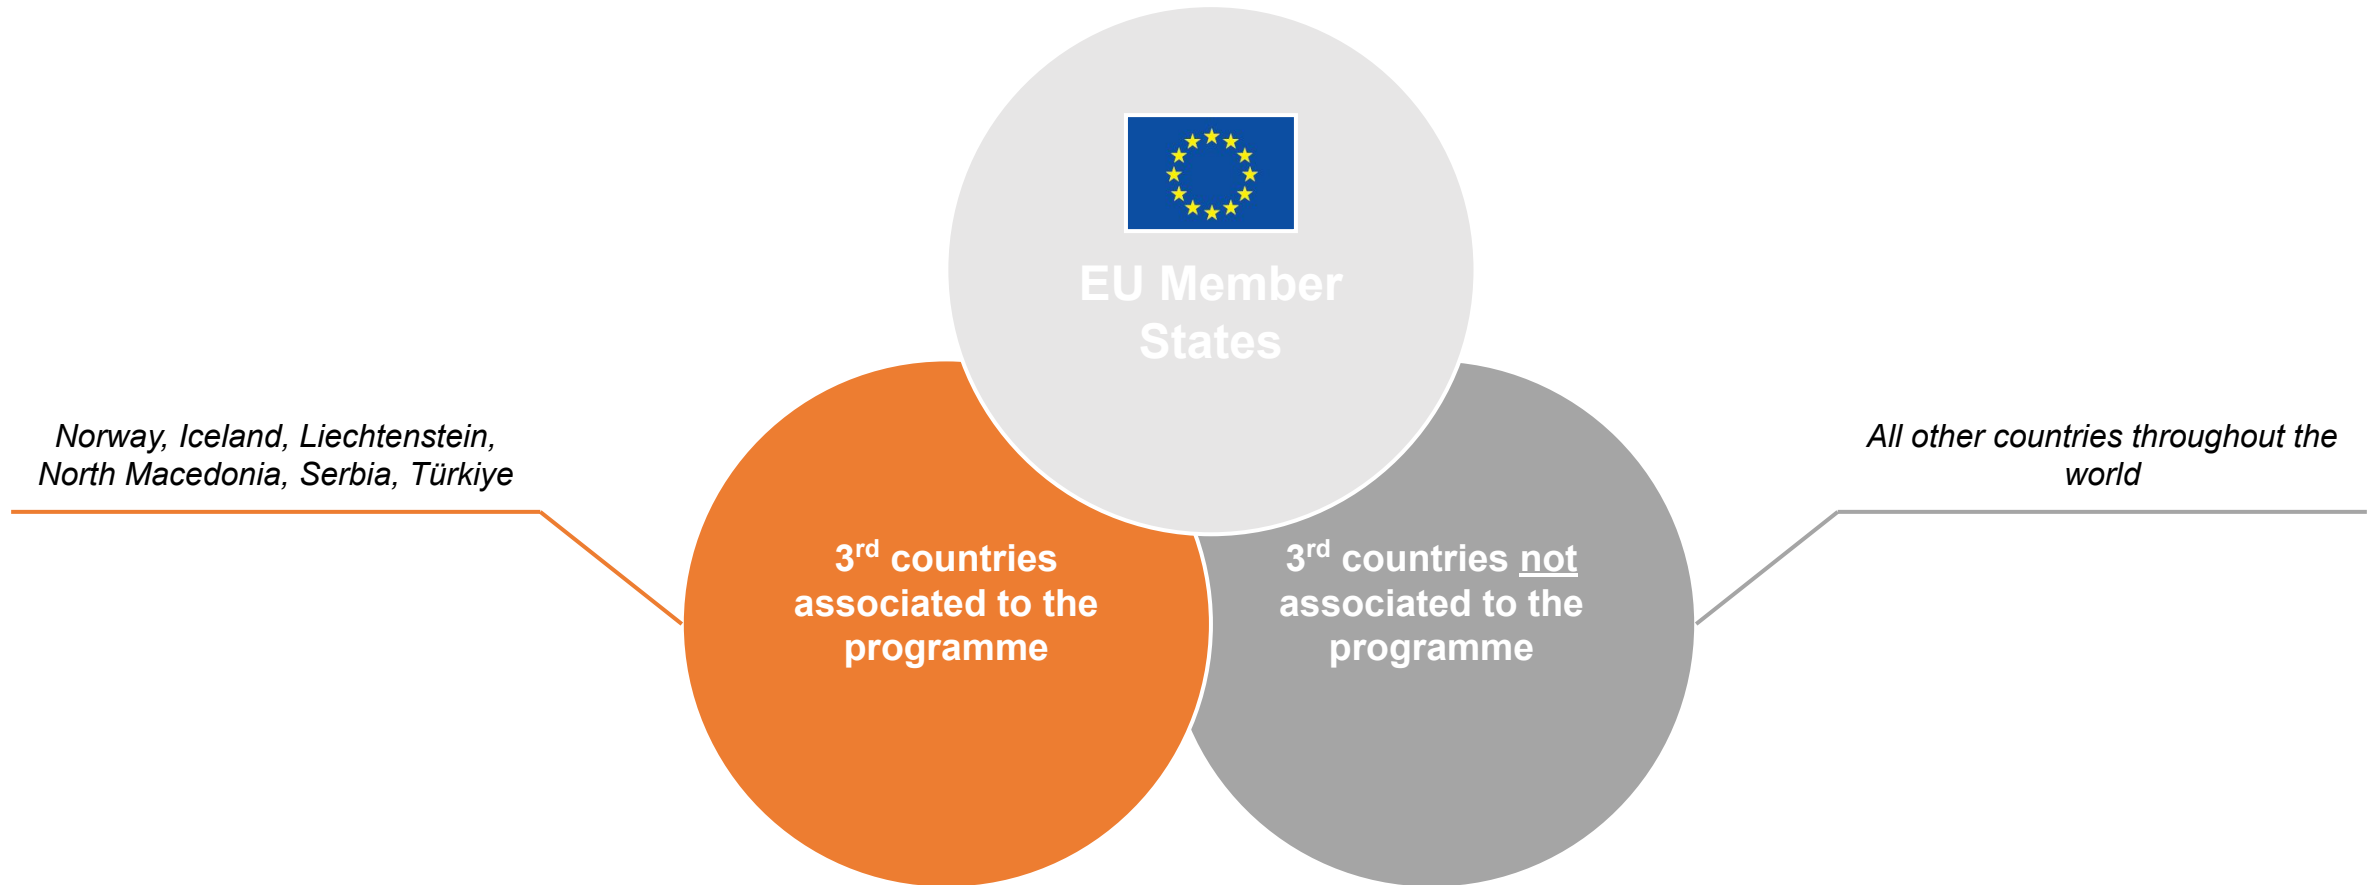 EU Member
States
Norway, Iceland, Liechtenstein,
North Macedonia, Serbia, Türkiye
All other countries throughout the
world
3rd countries
associated to the
programme
3rd countries not
associated to the
programme